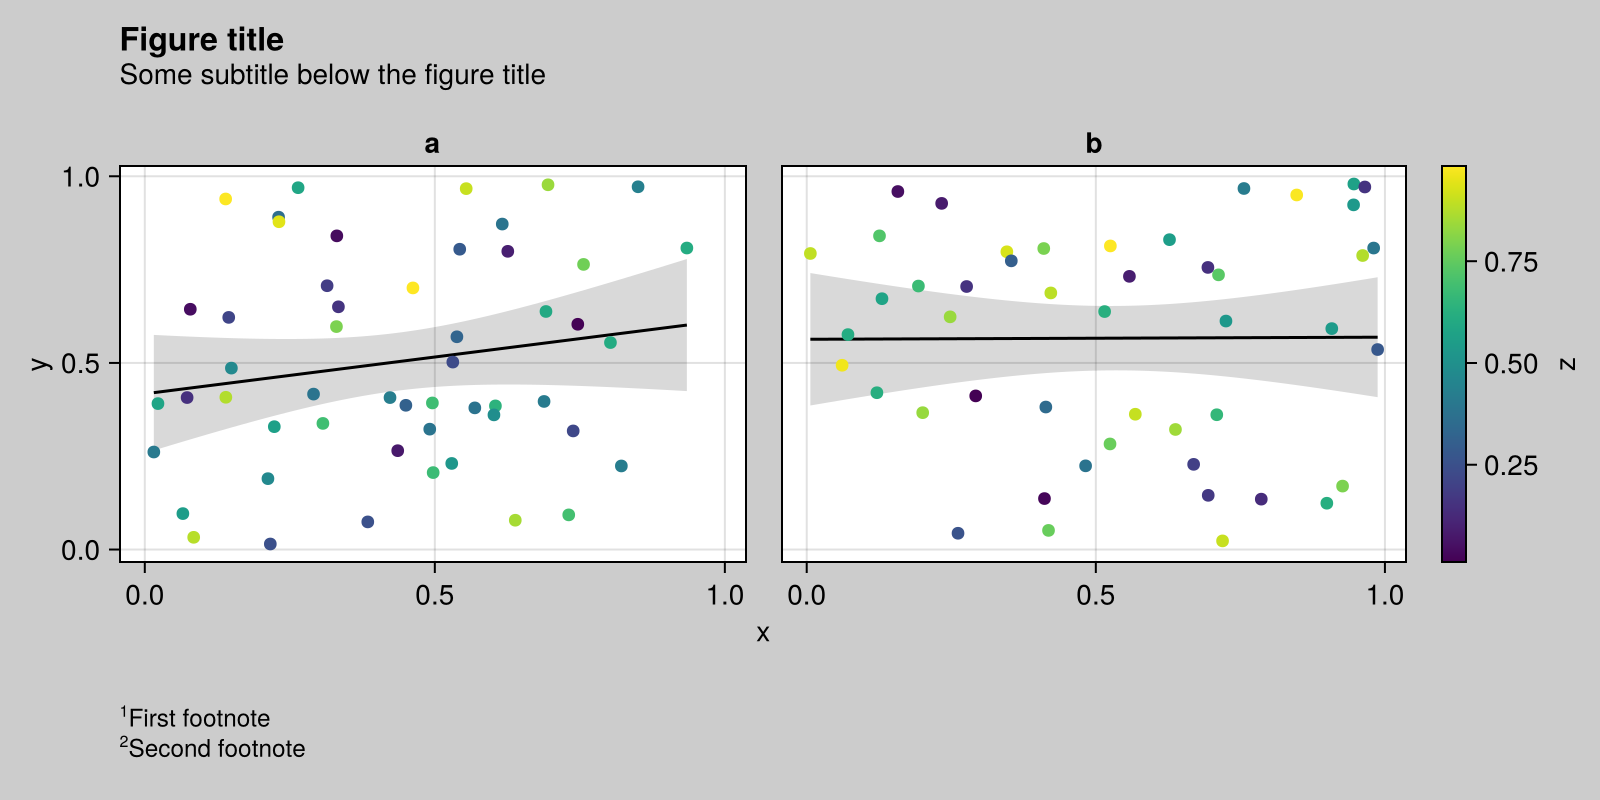 Figure title
Some subtitle below the figure title
a
b
1.0
0.5
0.0
y
0.0
0.5
1.0
0.0
0.5
1.0
x
0.75
0.50
0.25
z
¹First footnote
²Second footnote